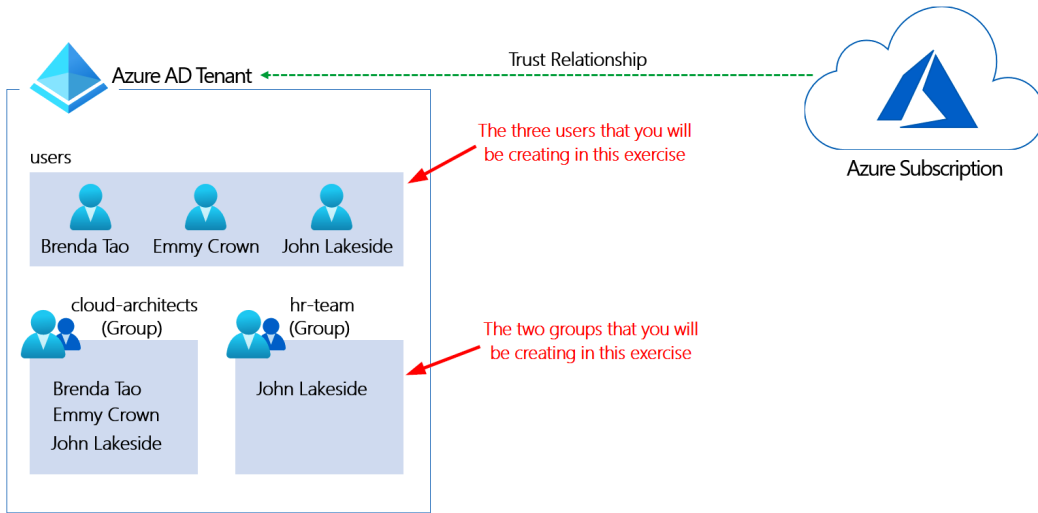 Azure AD Tenant
Trust Relationship
Azure Subscription
The three users that you will
be creating in this exercise
users
Brenda Tao
Emmy Crown
John Lakeside
cloud-architects
(Group)
hr-team
(Group)
The two groups that you will
be creating in this exercise
Brenda Tao
Emmy Crown
John Lakeside
John Lakeside